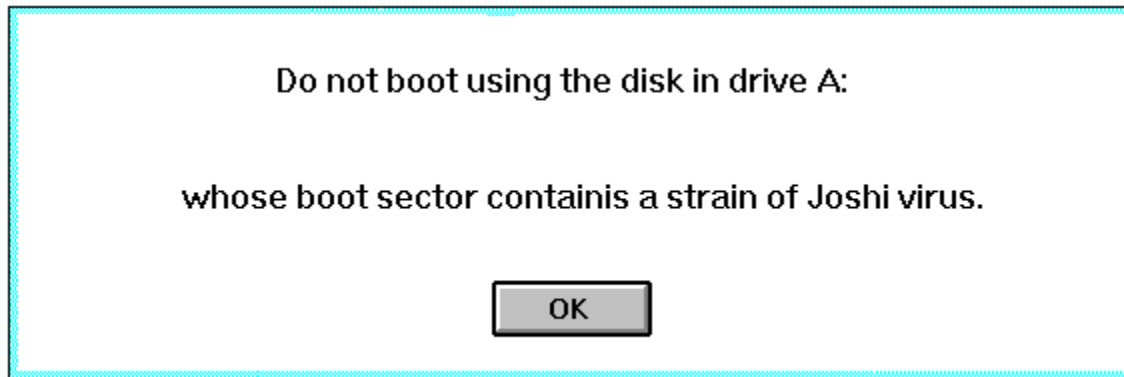 Do not boot using the disk in drive A:
whose boot sector containis a strain of Joshi virus.
OK